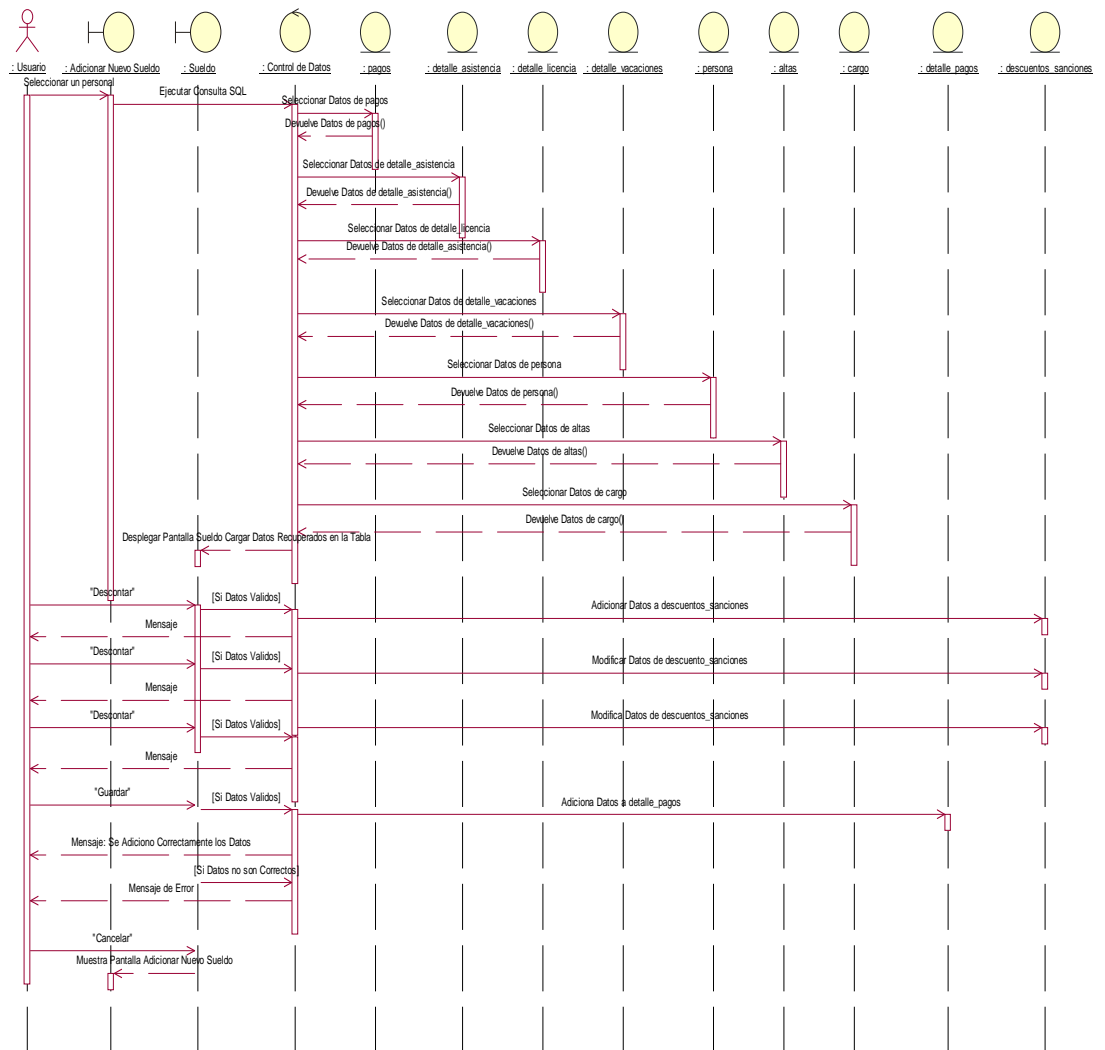 : Usuario
: Adicionar Nuevo Sueldo
: Sueldo
: Control de Datos
: pagos
: detalle_asistencia
: detalle_licencia
: detalle_vacaciones
: persona
: altas
: cargo
: detalle_pagos
: descuentos_sanciones
Seleccionar un personal
Ejecutar Consulta SQL
Seleccionar Datos de pagos
Devuelve Datos de pagos()
Seleccionar Datos de detalle_asistencia
Devuelve Datos de detalle_asistencia()
Seleccionar Datos de detalle_licencia
Devuelve Datos de detalle_asistencia()
Seleccionar Datos de detalle_vacaciones
Devuelve Datos de detalle_vacaciones()
Seleccionar Datos de persona
Devuelve Datos de persona()
Seleccionar Datos de altas
Devuelve Datos de altas()
Seleccionar Datos de cargo
Devuelve Datos de cargo()
Desplegar Pantalla Sueldo Cargar Datos Recuperados en la Tabla
"Descontar"
[Si Datos Validos]
Adicionar Datos a descuentos_sanciones
Mensaje
"Descontar"
[Si Datos Validos]
Modificar Datos de descuento_sanciones
Mensaje
"Descontar"
[Si Datos Validos]
Modifica Datos de descuentos_sanciones
Mensaje
"Guardar"
[Si Datos Validos]
Adiciona Datos a detalle_pagos
Mensaje: Se Adiciono Correctamente los Datos
[Si Datos no son Correctos]
Mensaje de Error
"Cancelar"
Muestra Pantalla Adicionar Nuevo Sueldo